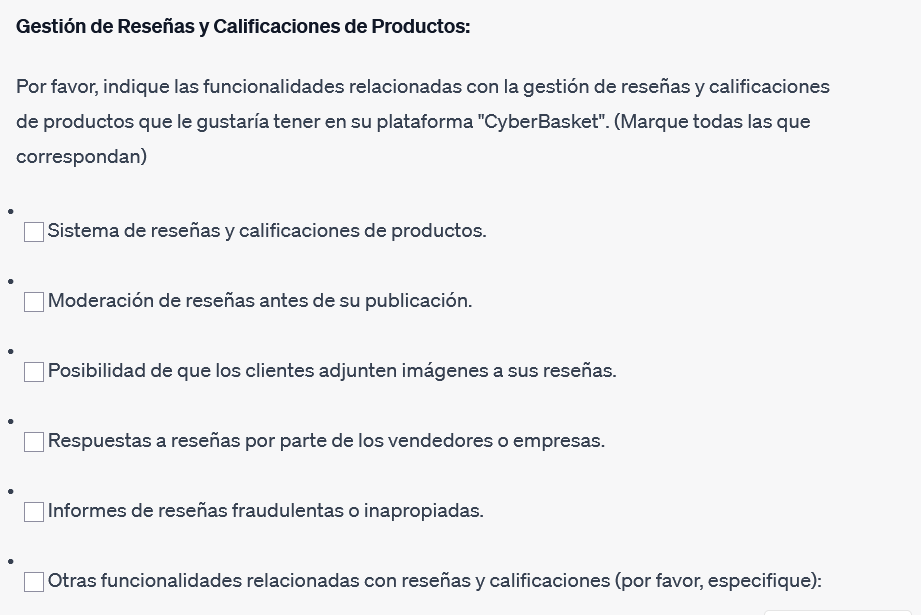 Gestión de Reseñas y Calificaciones de Productos:
Por favor, indique las funcionalidades relacionadas con la gestión de reseñas y calificaciones
de productos que le gustaría tener en su plataforma "CyberBasket". (Marque todas las que
correspondan)
Sistema de reseñas y calificaciones de productos.
Moderación de reseñas antes de su publicación.
Posibilidad de que los clientes adjunten imágenes a sus reseñas.
Respuestas a reseñas por parte de los vendedores o empresas.
Informes de reseñas fraudulentas o inapropiadas.
Otras funcionalidades relacionadas con reseñas y calificaciones (por favor, especifique):